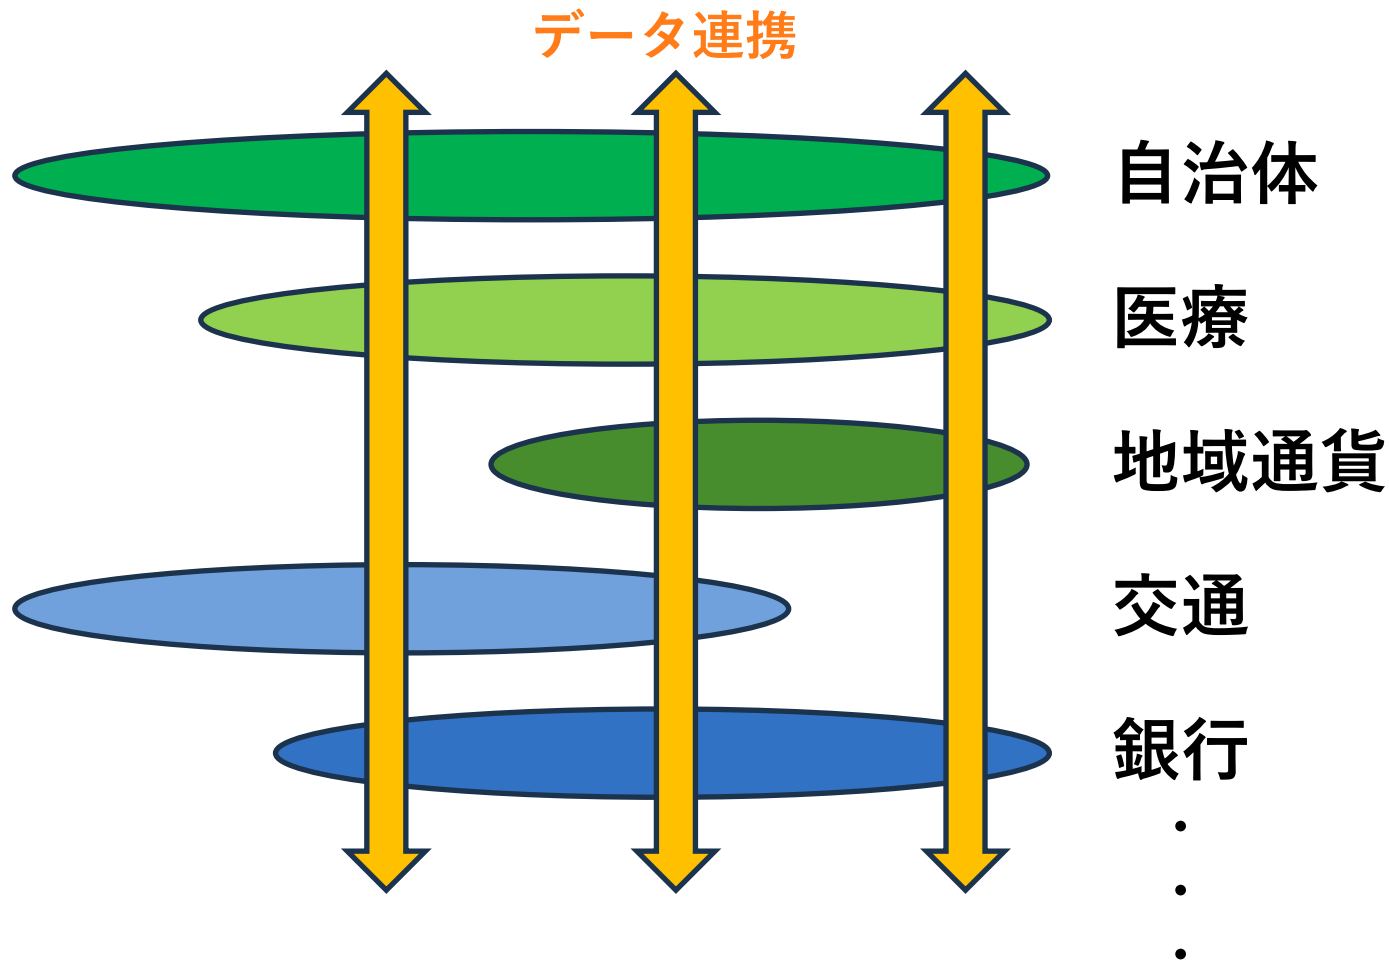 データ連携
自治体
医療
地域通貨
交通
銀行
・
・
・